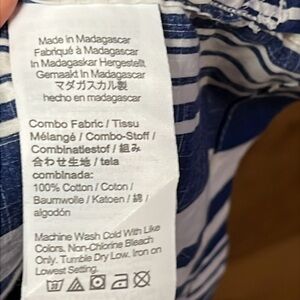 Made in Madagascar
Fabriqué à Madagascar
In Madagaskar Hergestellt
Gemaakt In Madagascar
マダガスカル製
hecho en madagascar
Combo Fabric / Tissu
Mélangé / Combo-Stoff /
Combinatiestof / 組み
合わせ生地 / tela
combinada:
100% Cotton / Coton /
Baumwolle / Katoen / 綿 /
algodón
Machine Wash Cold With Like
Colors. Non-Chlorine Bleach
Only. Tumble Dry Low. Iron on
Lowest Setting.